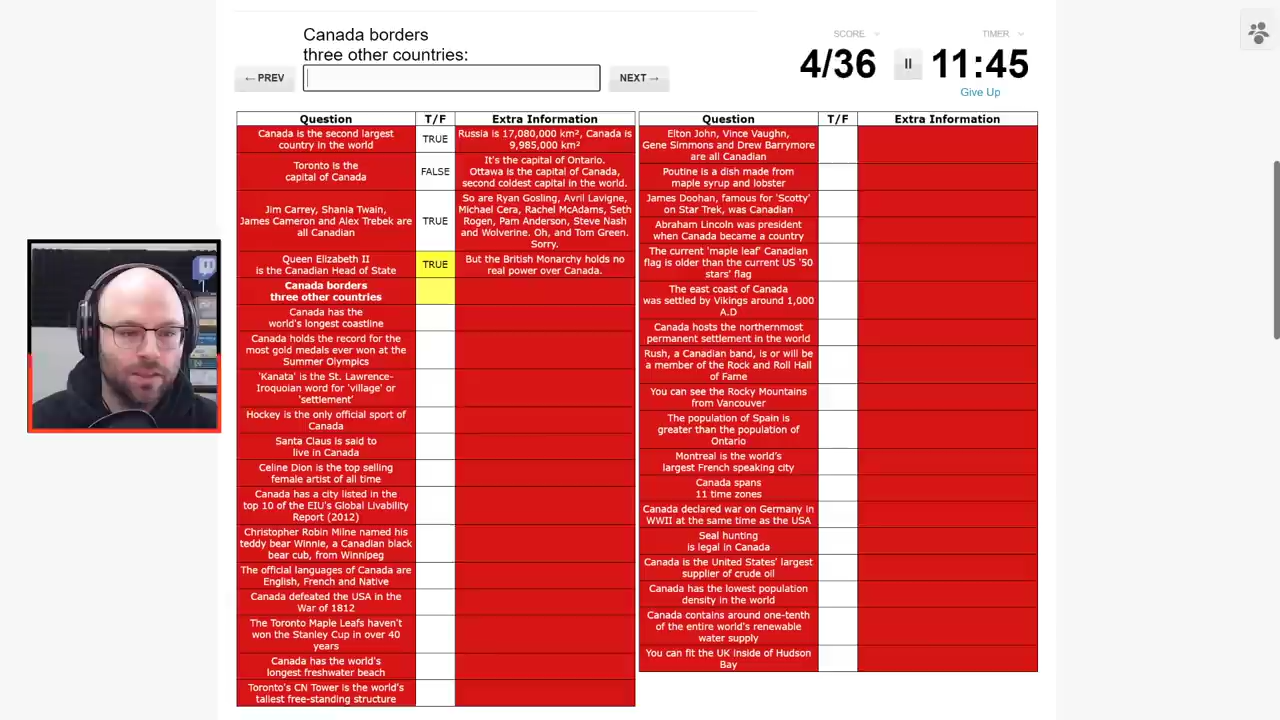 Canada borders
three other countries:
← PREV
NEXT →
SCORE
4/36
TIMER
11:45
Give Up
Question T/F Extra Information
Canada is the second largest
country in the world
TRUE
Russia is 17,080,000 km², Canada is
9,985,000 km²
Toronto is the
capital of Canada
FALSE
It's the capital of Ontario.
Ottawa is the capital of Canada,
second coldest capital in the world.
Jim Carrey, Shania Twain,
James Cameron and Alex Trebek are
all Canadian
TRUE
So are Ryan Gosling, Avril Lavigne,
Michael Cera, Rachel McAdams, Seth
Rogen, Pam Anderson, Steve Nash
and Wolverine. Oh, and Tom Green.
Sorry.
Queen Elizabeth II
is the Canadian Head of State
TRUE
But the British Monarchy holds no
real power over Canada.
Canada borders
three other countries
Canada has the
world's longest coastline
Canada holds the record for the
most gold medals ever won at the
Summer Olympics
'Kanata' is the St. Lawrence-
Iroquoian word for 'village' or
'settlement'
Hockey is the only official sport of
Canada
Santa Claus is said to
live in Canada
Celine Dion is the top selling
female artist of all time
Canada has a city listed in the
top 10 of the EIU's Global Livability
Report (2012)
Christopher Robin Milne named his
teddy bear Winnie, a Canadian black
bear cub, from Winnipeg
The official languages of Canada are
English, French and Native
Canada defeated the USA in the
War of 1812
The Toronto Maple Leafs haven't
won the Stanley Cup in over 40
years
Canada has the world's
longest freshwater beach
Toronto's CN Tower is the world's
tallest free-standing structure
Question T/F Extra Information
Elton John, Vince Vaughn,
Gene Simmons and Drew Barrymore
are all Canadian
Poutine is a dish made from
maple syrup and lobster
James Doohan, famous for 'Scotty'
on Star Trek, was Canadian
Abraham Lincoln was president
when Canada became a country
The current 'maple leaf' Canadian
flag is older than the current US '50
stars' flag
The east coast of Canada
was settled by Vikings around 1,000
A.D
Canada hosts the northernmost
permanent settlement in the world
Rush, a Canadian band, is or will be
a member of the Rock and Roll Hall
of Fame
You can see the Rocky Mountains
from Vancouver
The population of Spain is
greater than the population of
Ontario
Montreal is the world's
largest French speaking city
Canada spans
11 time zones
Canada declared war on Germany in
WWII at the same time as the USA
Seal hunting
is legal in Canada
Canada is the United States' largest
supplier of crude oil
Canada has the lowest population
density in the world
Canada contains around one-tenth
of the entire world's renewable
water supply
You can fit the UK Inside of Hudson
Bay